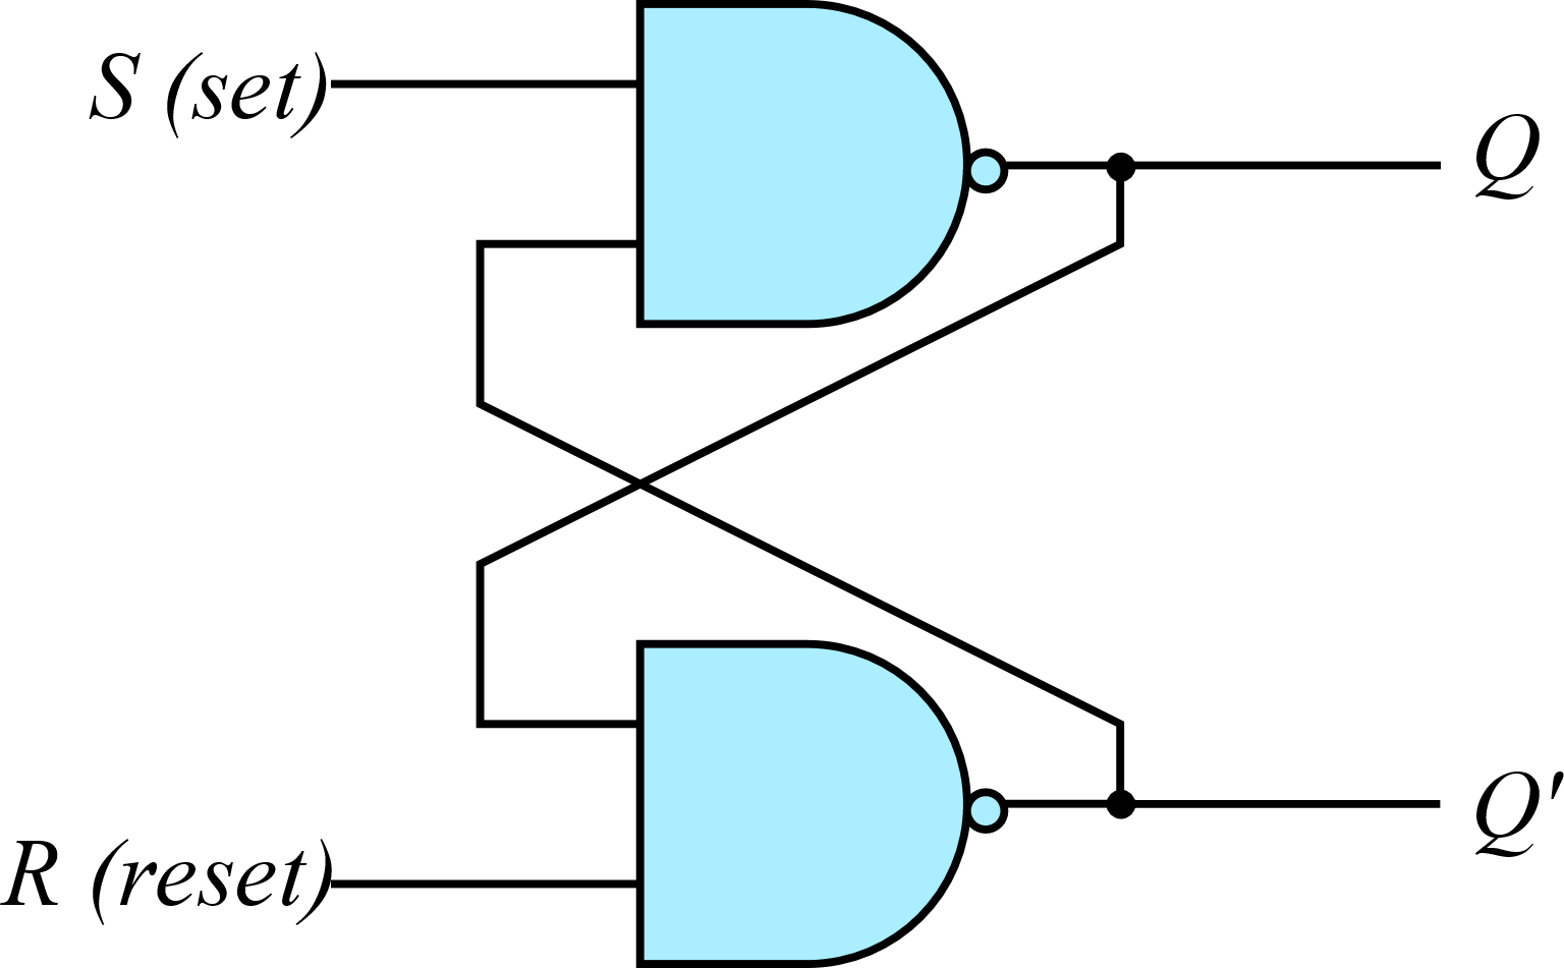 S (set)
Q
R (reset)
Q'